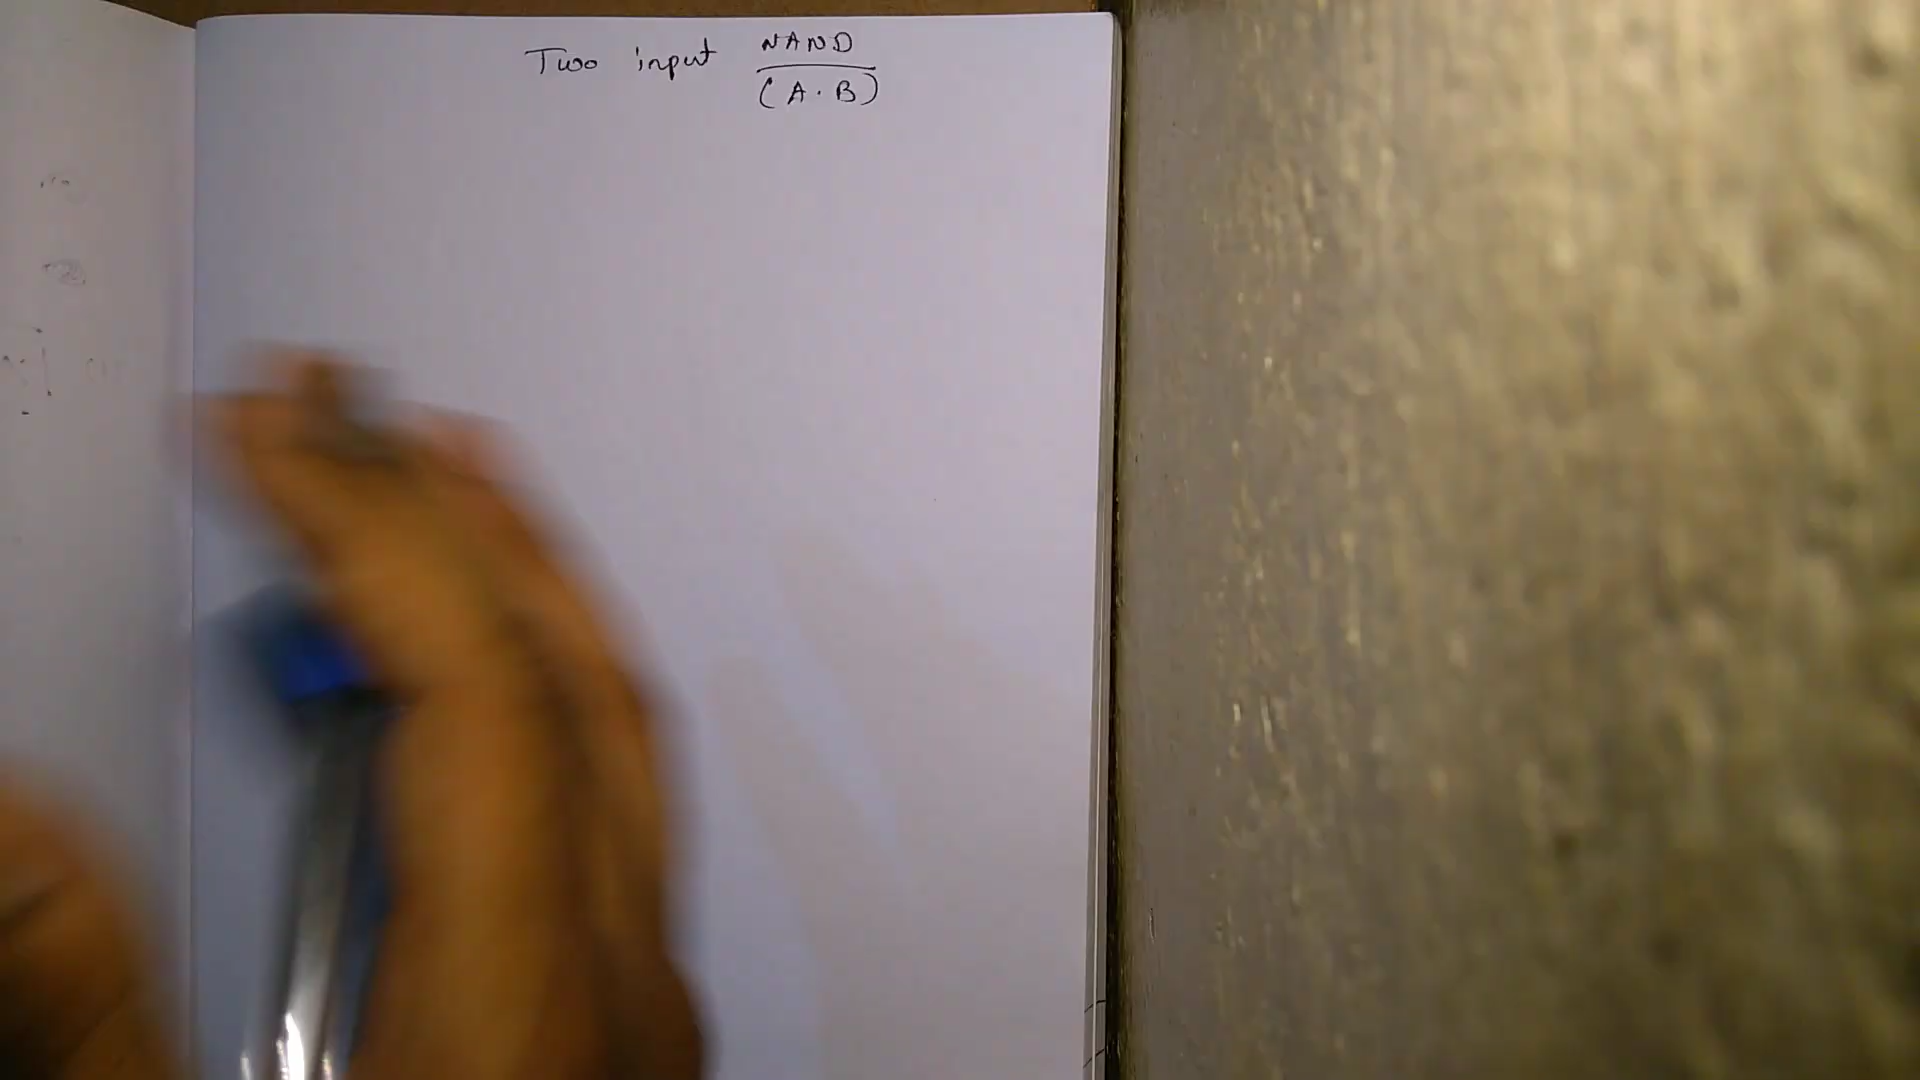 Two input NAND
(A · B)